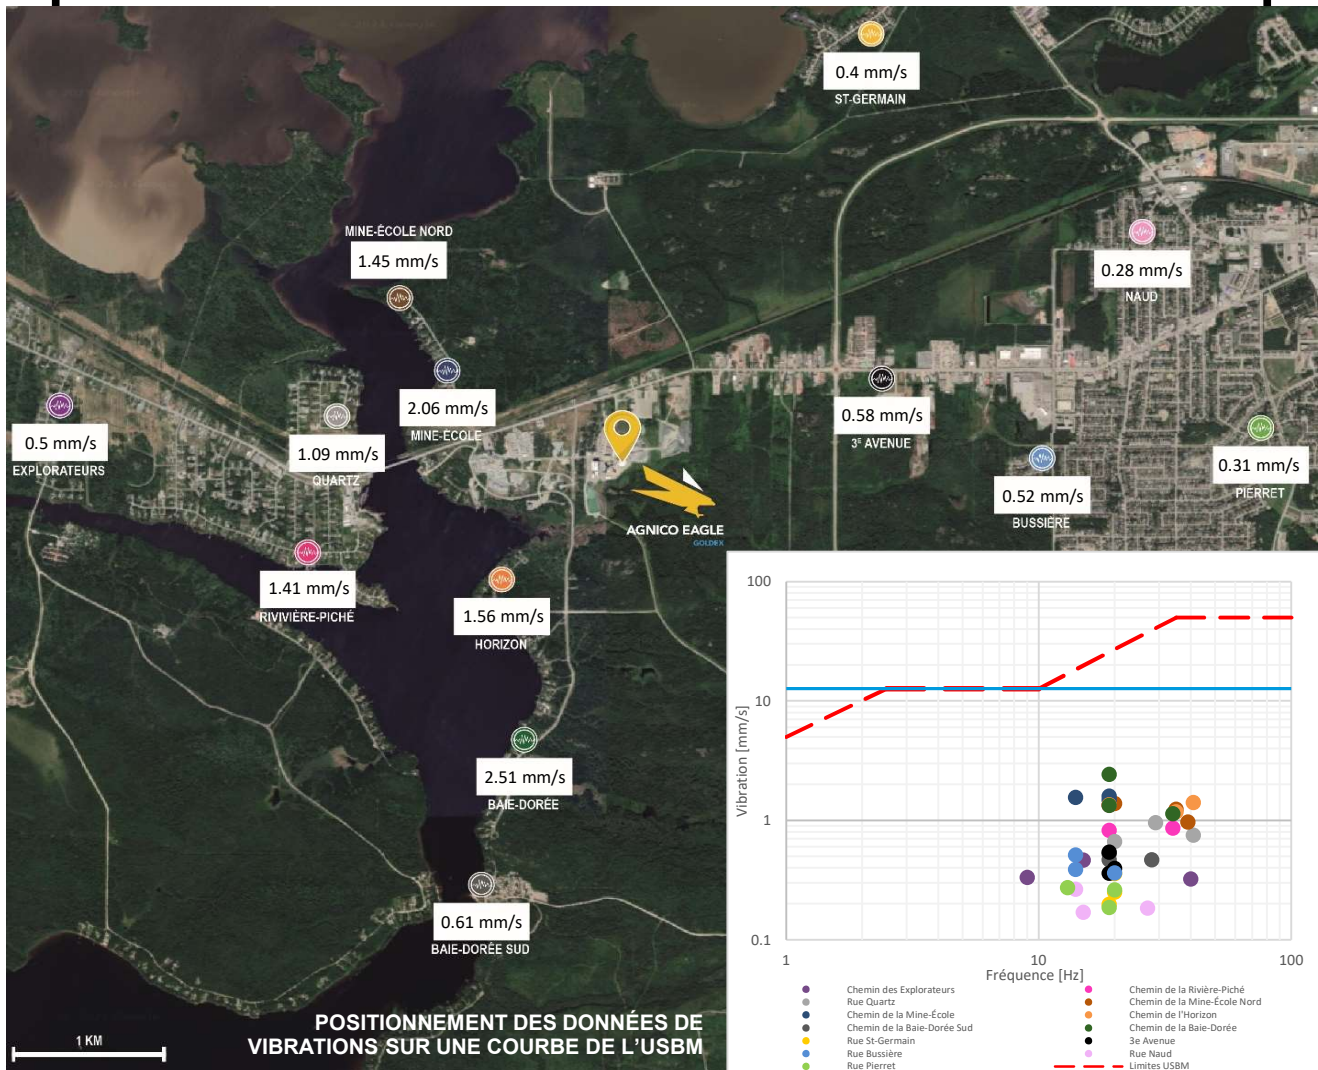 0.4 mm/s
ST-GERMAIN
MINE-ÉCOLE NORD
1.45 mm/s
0.28 mm/s
NAUD
2.06 mm/s
MINE-ÉCOLE
0.5 mm/s
EXPLORATEURS
1.09 mm/s
QUARTZ
0.58 mm/s
3E AVENUE
0.31 mm/s
PIERRET
0.52 mm/s
BUSSIÈRE
AGNICO EAGLE
GOLDEX
1.41 mm/s
RIVIVIÈRE-PICHÉ
1.56 mm/s
HORIZON
2.51 mm/s
BAIE-DORÉE
0.61 mm/s
BAIE-DORÉE SUD
POSITIONNEMENT DES DONNÉES DE
VIBRATIONS SUR UNE COURBE DE L'USBM
1 KM
100
10
1
0.1
Vibration [mm/s]
1
10
100
Fréquence [Hz]
Chemin des Explorateurs
Chemin de la Rivière-Piché
Rue Quartz
Chemin de la Mine-École Nord
Chemin de la Mine-École
Chemin de l'Horizon
Chemin de la Baie-Dorée Sud
Chemin de la Baie-Dorée
Rue St-Germain
3e Avenue
Rue Bussière
Rue Naud
Rue Pierret
Limites USBM